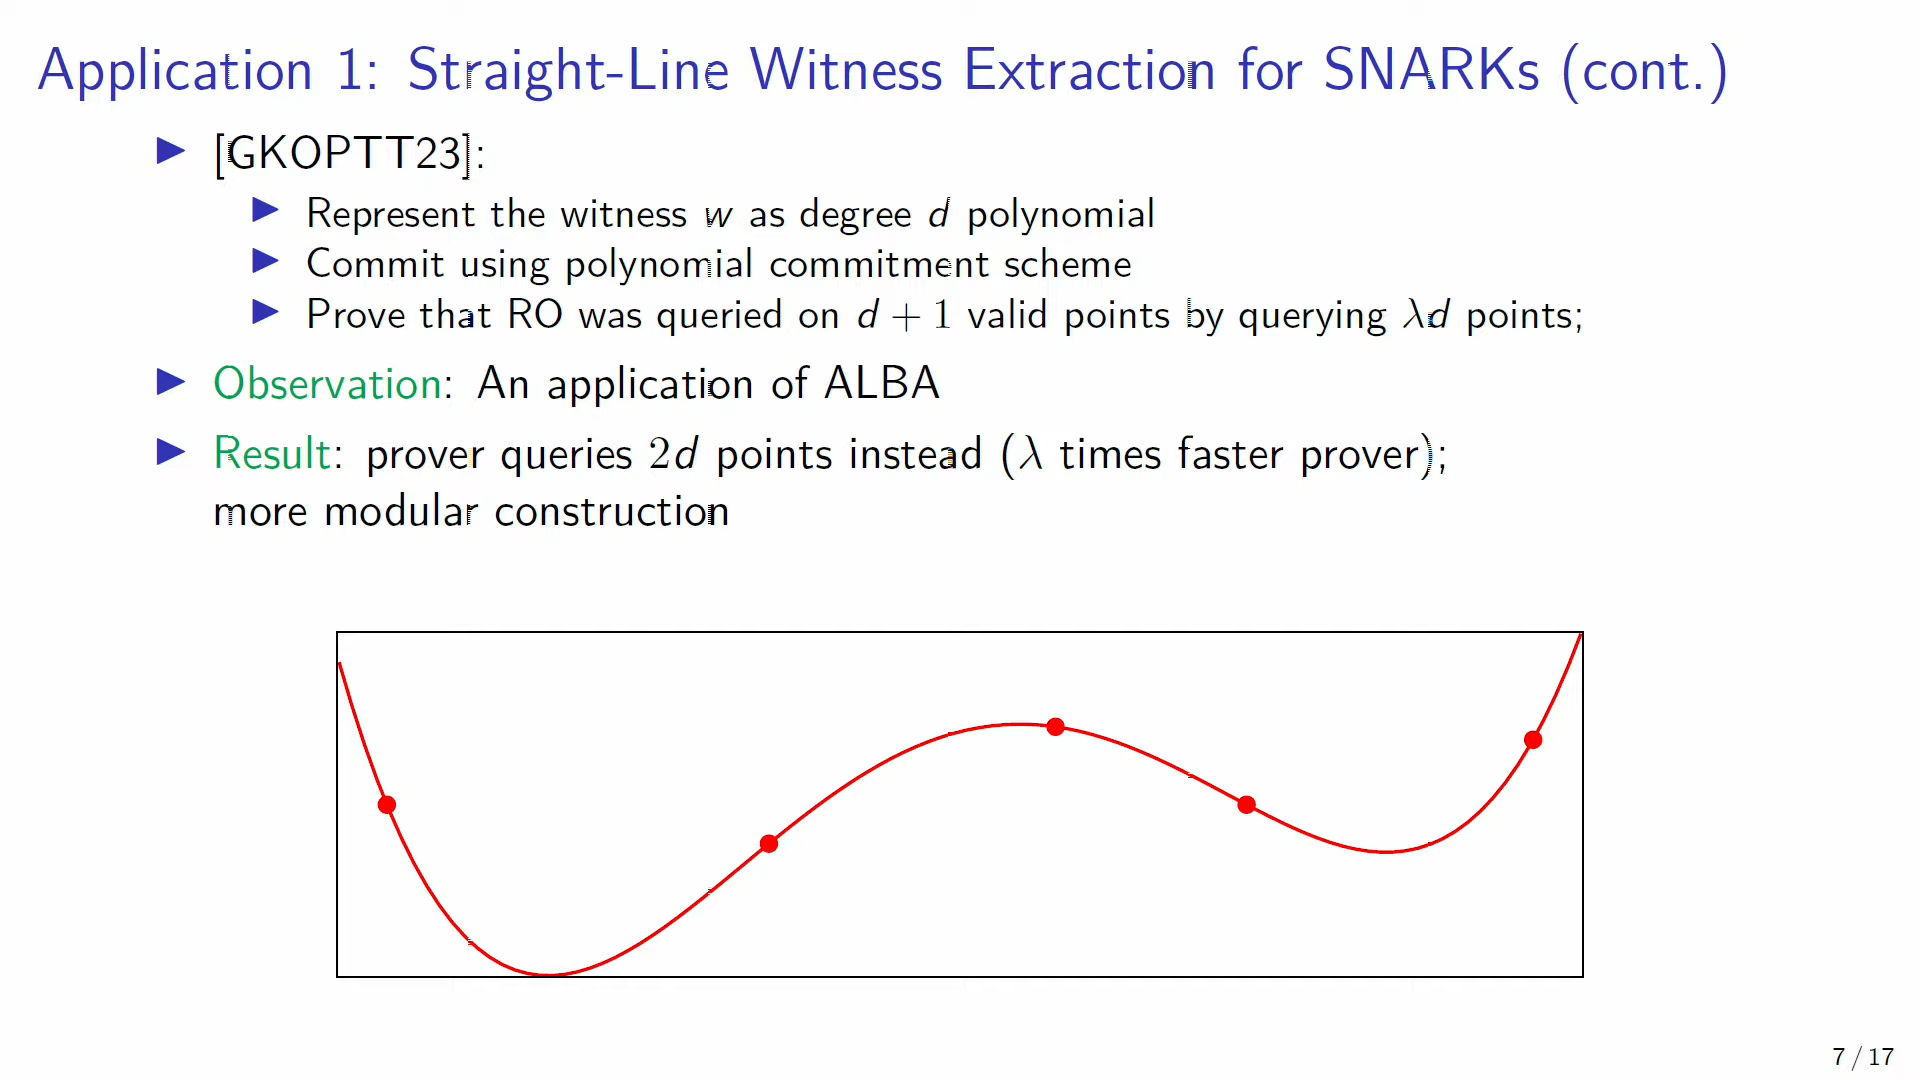 Application 1: Straight-Line Witness Extraction for SNARKs (cont.)
[GKOPTT23]:
Represent the witness w as degree d polynomial
Commit using polynomial commitment scheme
Prove that RO was queried on d + 1 valid points by querying λd points;
Observation: An application of ALBA
Result: prover queries 2d points instead (λ times faster prover);
more modular construction
7 / 17